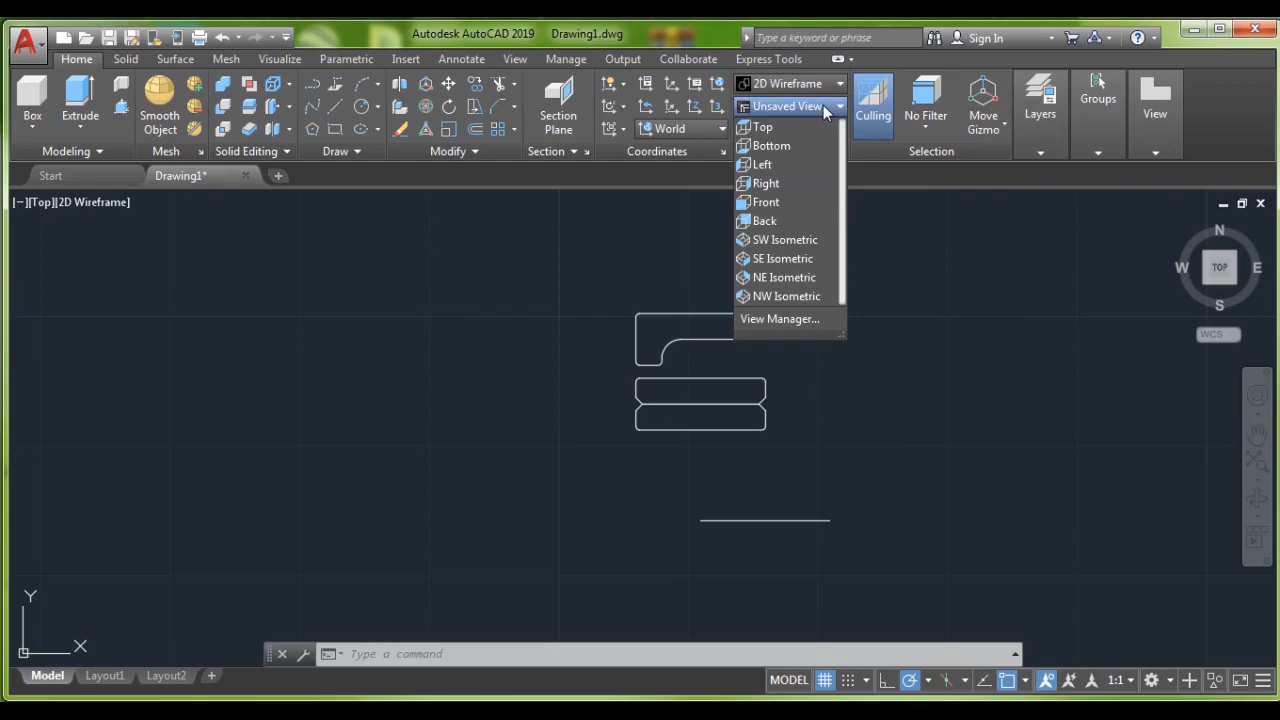 Autodesk AutoCAD 2019 Drawing1.dwg
Type a keyword or phrase
Sign In
Home Solid Surface Mesh Visualize Parametric Insert Annotate View Manage Output Collaborate Express Tools
Box
Extrude
Smooth
Object
Section
Plane
World
2D Wireframe
Unsaved View
Culling
No Filter
Move
Gizmo
Layers
Groups
View
Modeling
Mesh
Solid Editing
Draw
Modify
Section
Coordinates
Selection
Top
Bottom
Left
Right
Front
Back
SW Isometric
SE Isometric
NE Isometric
NW Isometric
View Manager...
Start
Drawing1*
[−][Top][2D Wireframe]
N
W
TOP
E
S
WCS
Y
X
Type a command
Model Layout1 Layout2
MODEL
1:1